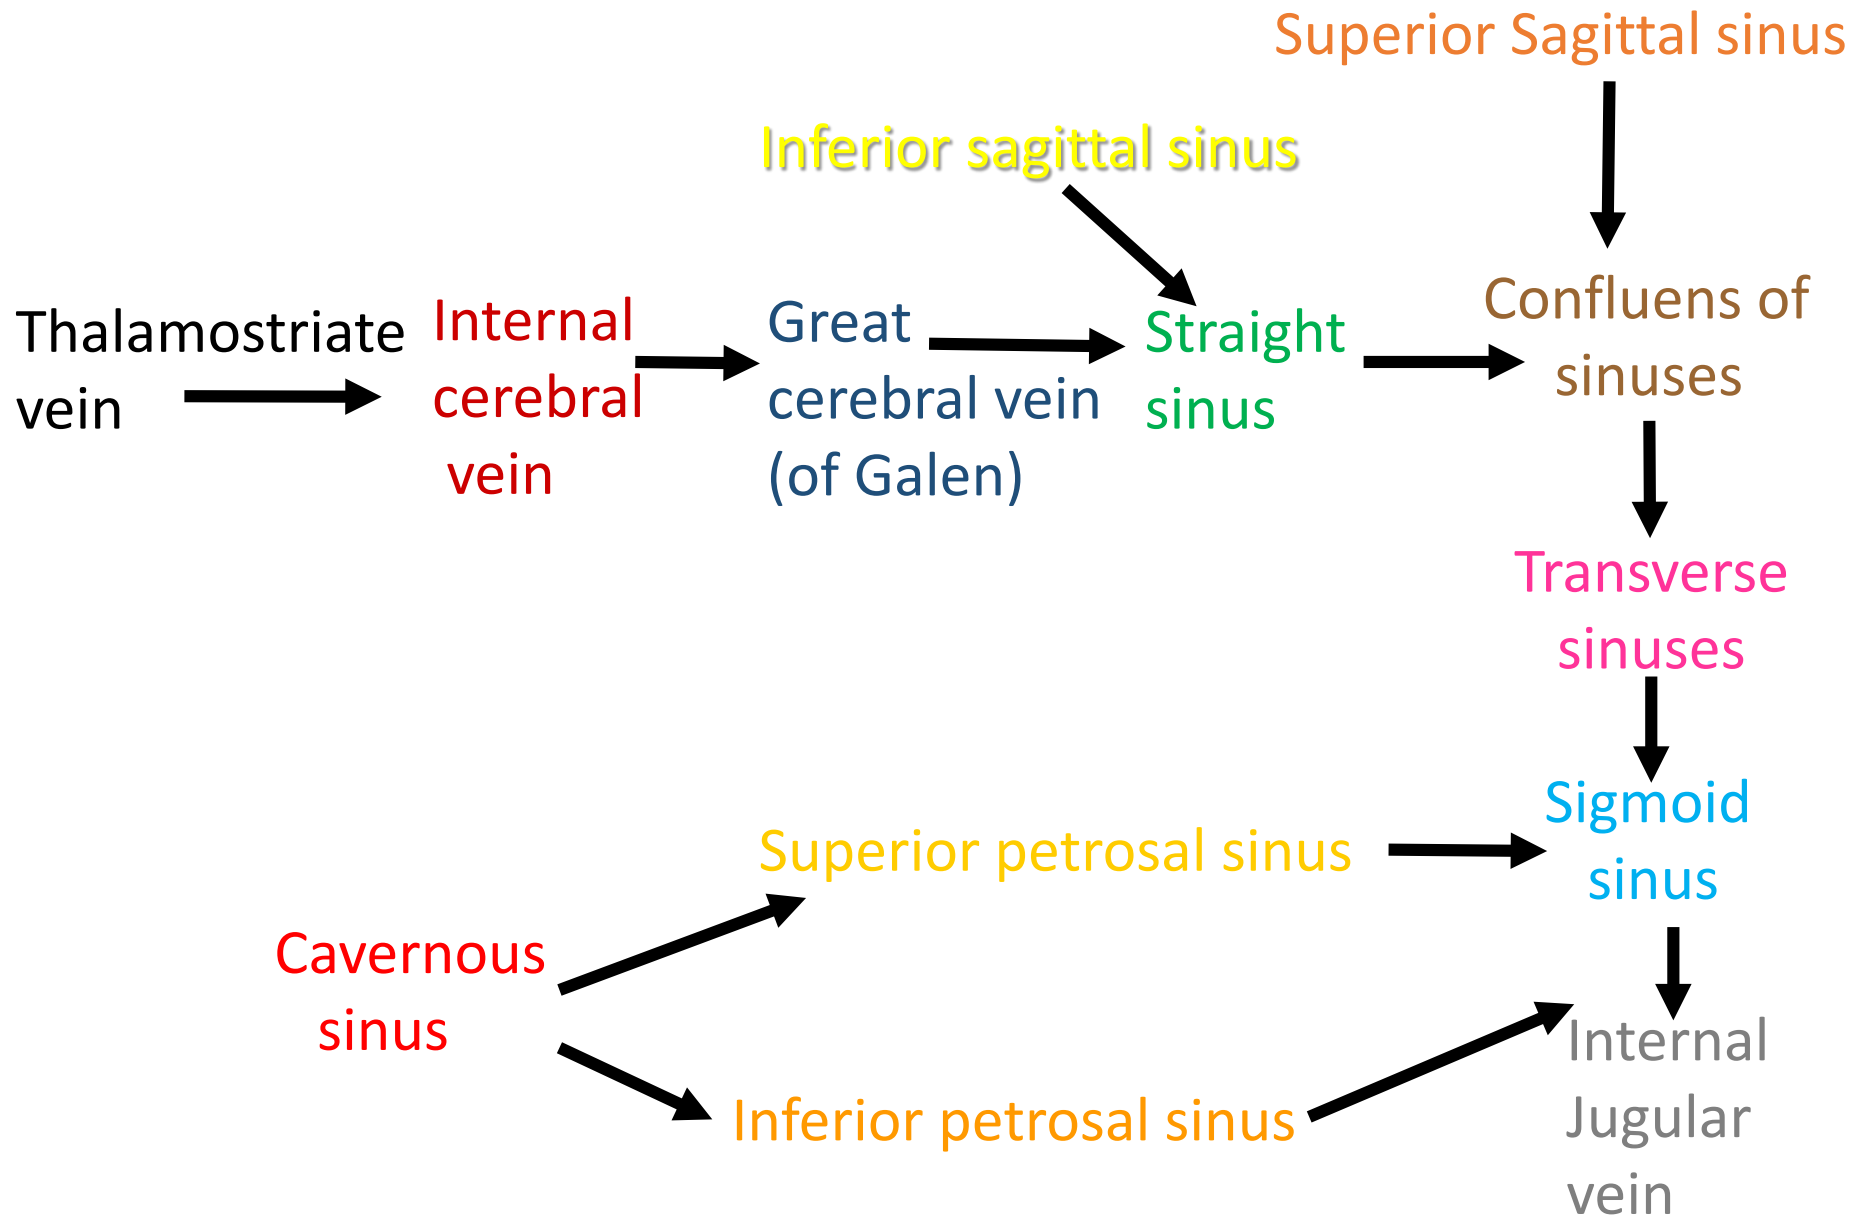 Superior Sagittal sinus
Inferior sagittal sinus
Thalamostriate
vein
Internal
cerebral
vein
Great
cerebral vein
(of Galen)
Straight
sinus
Confluens of
sinuses
Transverse
sinuses
Superior petrosal sinus
Sigmoid
sinus
Cavernous
sinus
Inferior petrosal sinus
Internal
Jugular
vein